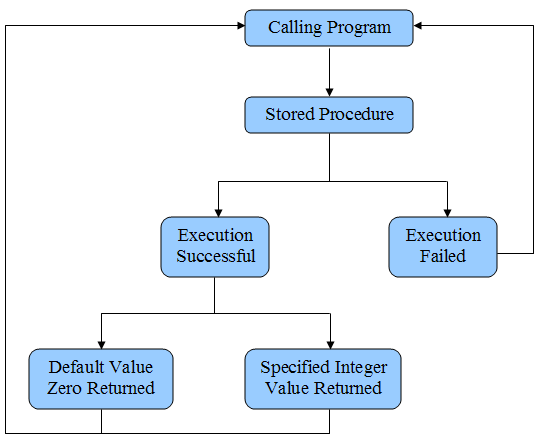 Calling Program
Stored Procedure
Execution
Successful
Execution
Failed
Default Value
Zero Returned
Specified Integer
Value Returned